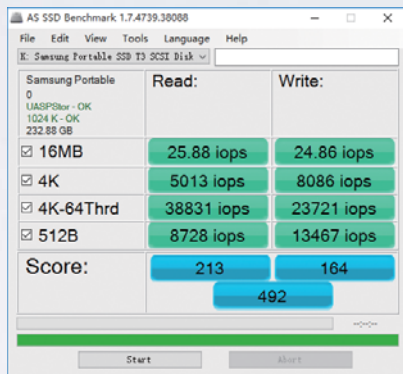 AS SSD Benchmark 1.7.4739.38088
File Edit View Tools Language Help
K: Samsung Portable SSD T3 SCSI Disk
Samsung Portable
0
UASPStor - OK
1024 K - OK
232.88 GB
Read: Write:
16MB 25.88 iops 24.86 iops
4K 5013 iops 8086 iops
4K-64Thrd 38831 iops 23721 iops
512B 8728 iops 13467 iops
Score: 213 164
492
--:--:--
Start Abort